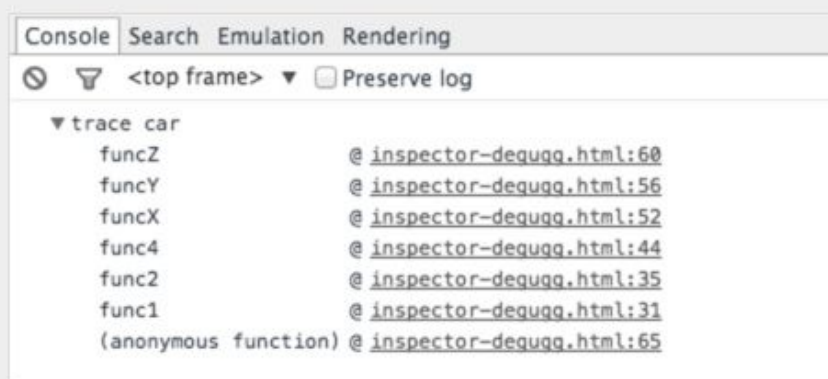 Console Search Emulation Rendering
<top frame> ▼ Preserve log
▼ trace car
funcZ @ inspector-degugg.html:60
funcY @ inspector-degugg.html:56
funcX @ inspector-degugg.html:52
func4 @ inspector-degugg.html:44
func2 @ inspector-degugg.html:35
func1 @ inspector-degugg.html:31
(anonymous function) @ inspector-degugg.html:65